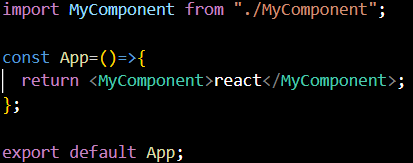 import MyComponent from "./MyComponent";
const App=()=>{
  return <MyComponent>react</MyComponent>;
};
export default App;